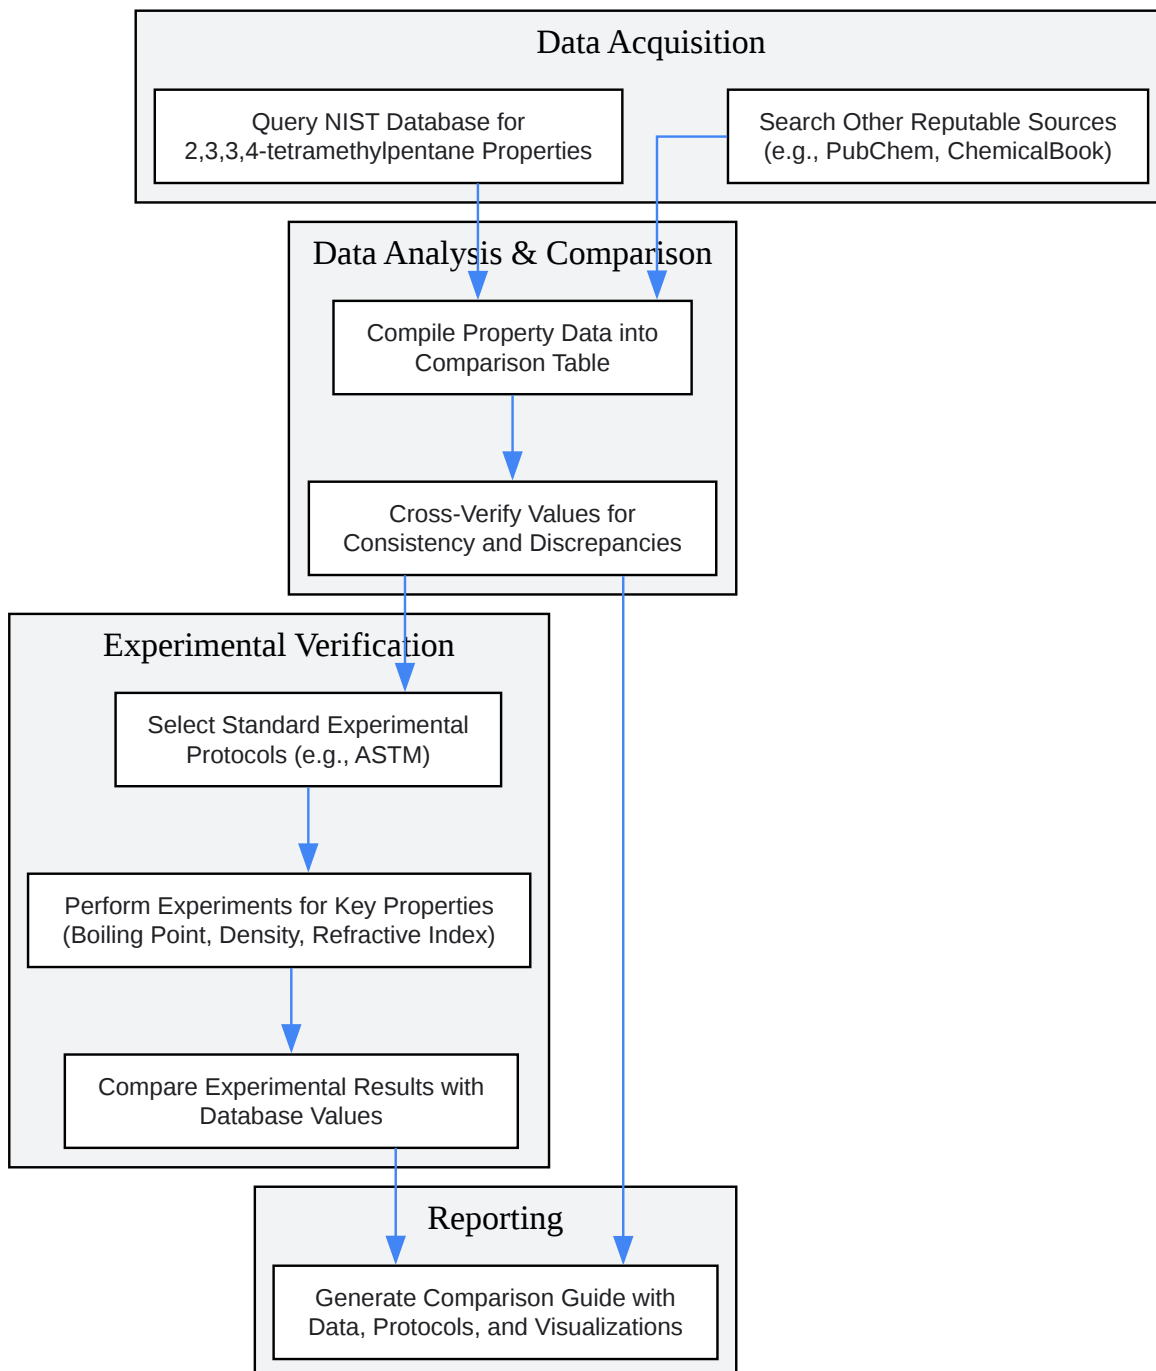 Data Acquisition
Query NIST Database for
2,3,3,4-tetramethylpentane Properties
Search Other Reputable Sources
(e.g., PubChem, ChemicalBook)
Data Analysis & Comparison
Compile Property Data into
Comparison Table
Cross-Verify Values for
Consistency and Discrepancies
Experimental Verification
Select Standard Experimental
Protocols (e.g., ASTM)
Perform Experiments for Key Properties
(Boiling Point, Density, Refractive Index)
Compare Experimental Results with
Database Values
Reporting
Generate Comparison Guide with
Data, Protocols, and Visualizations